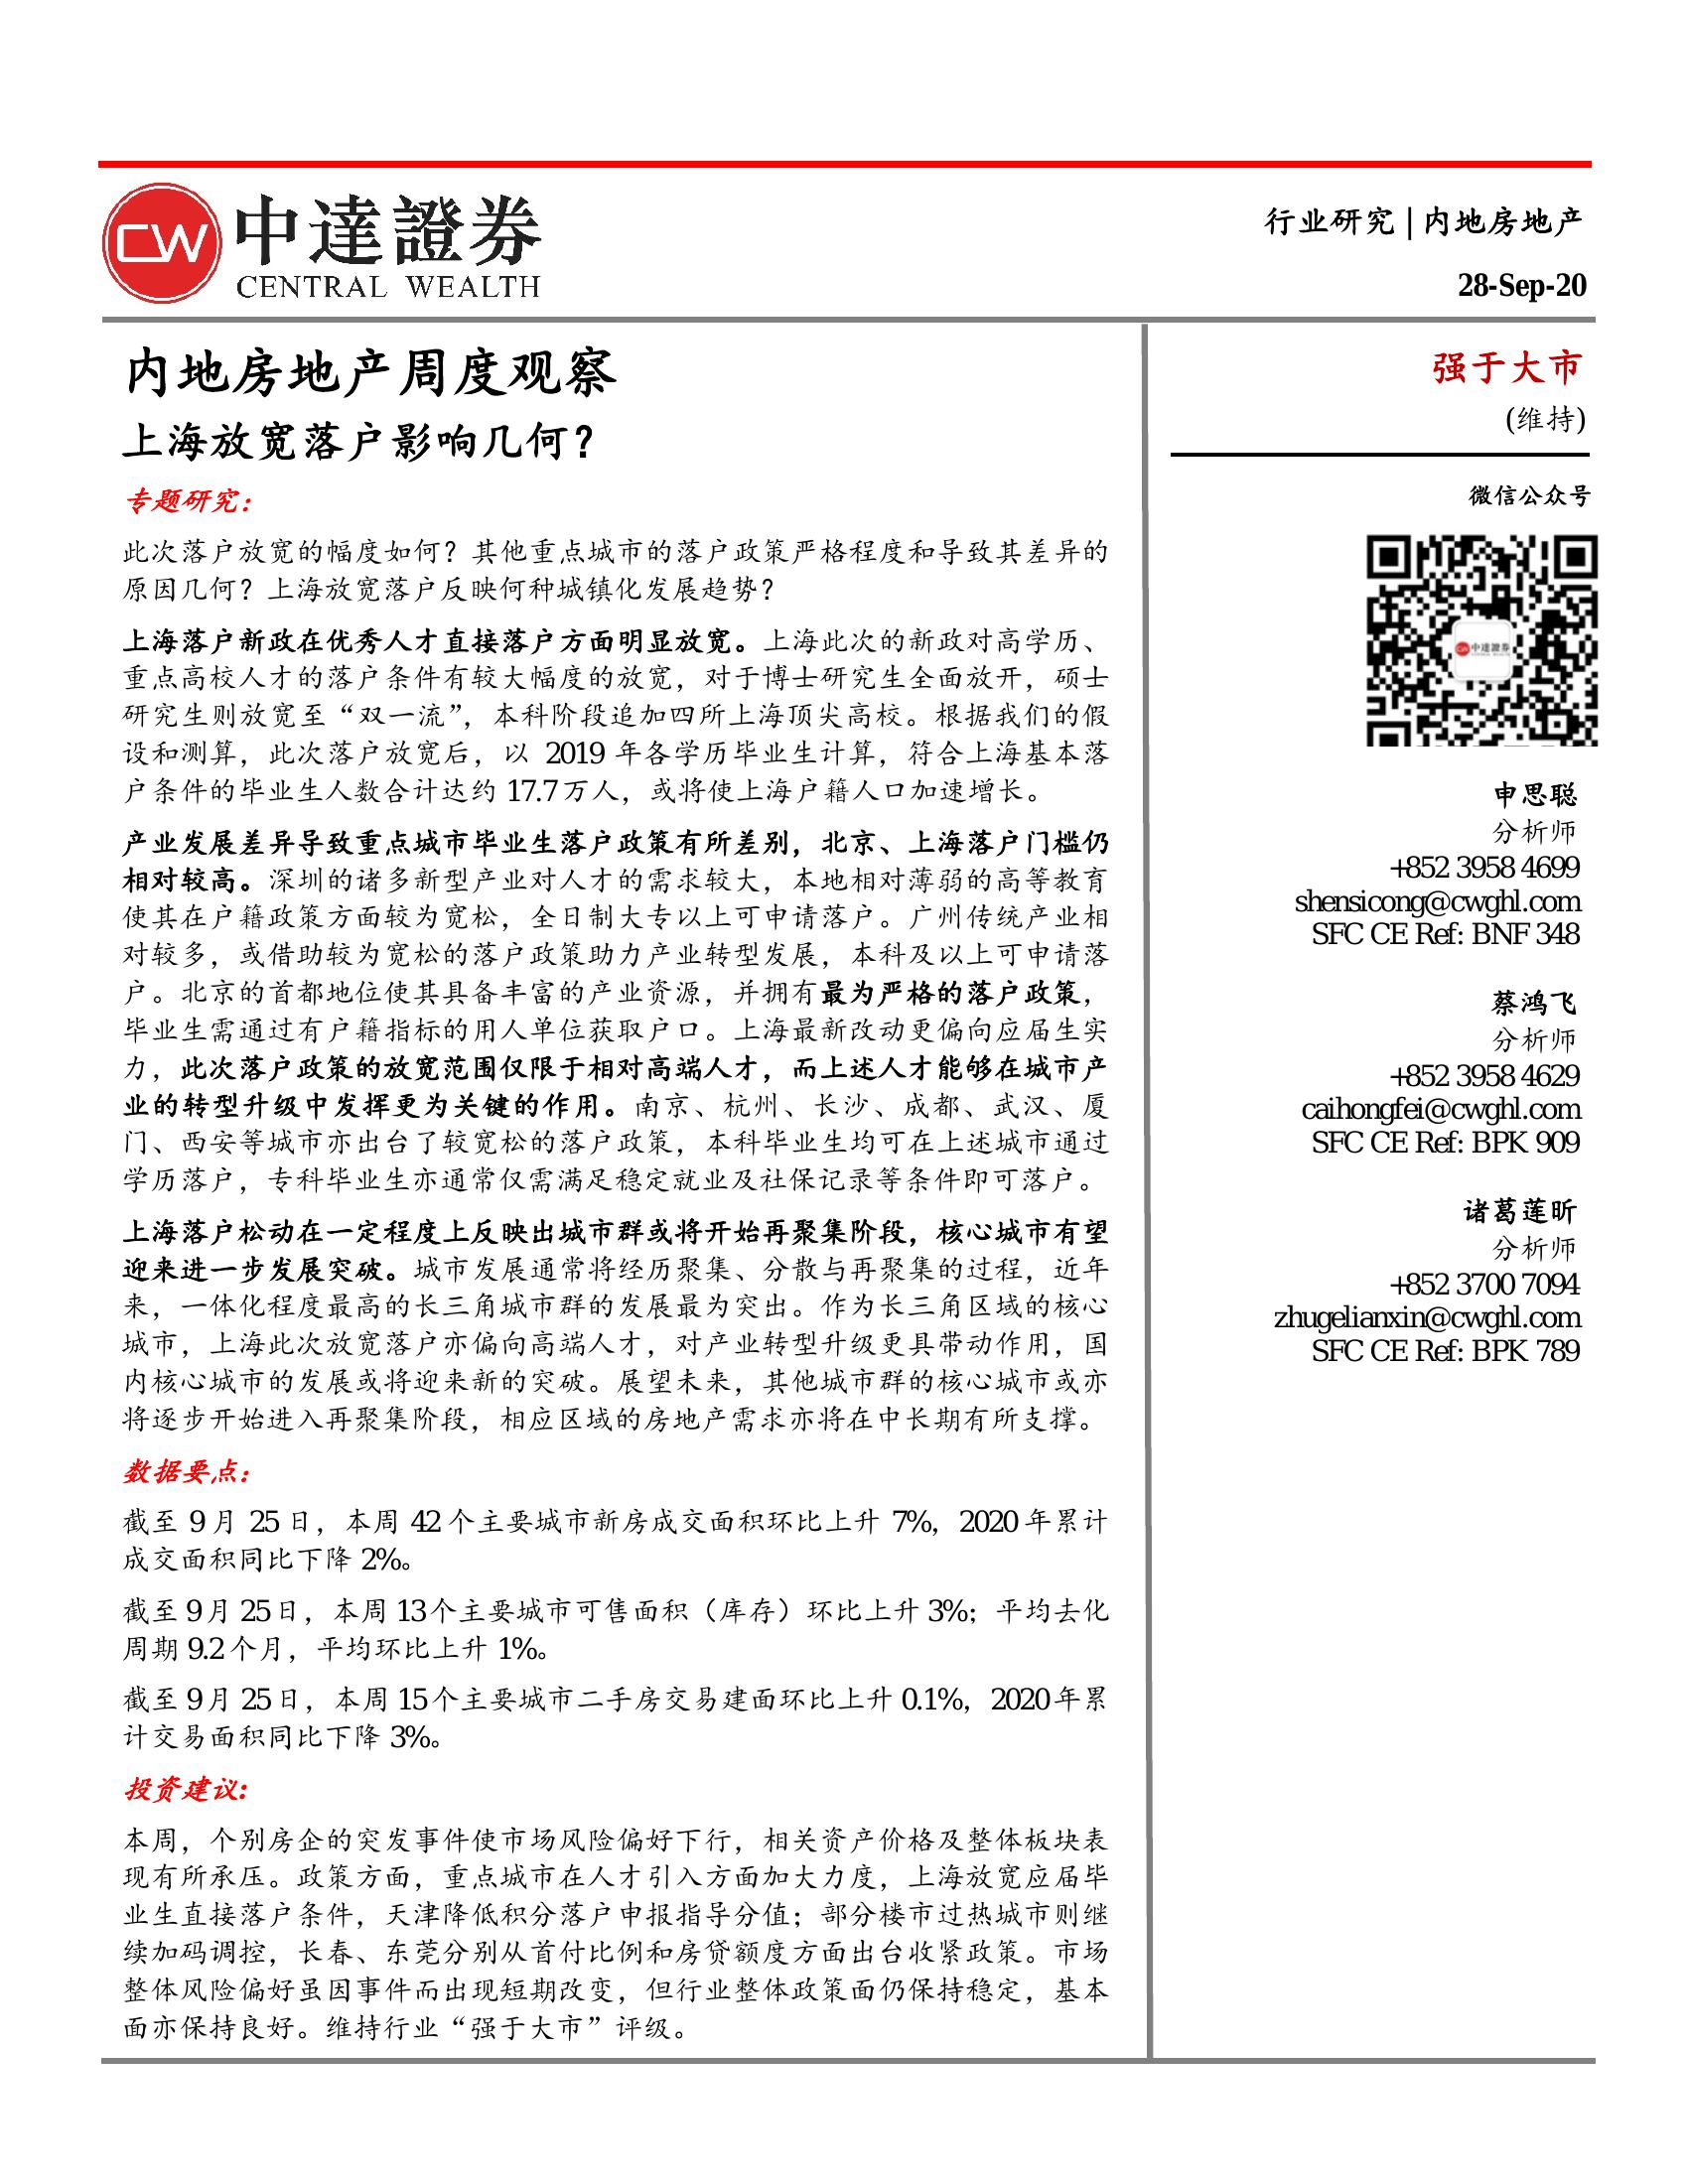 CW
中達證券
CENTRAL WEALTH
行业研究|内地房地产
28-Sep-20
内地房地产周度观察
上海放宽落户影响几何？
专题研究：
此次落户放宽的幅度如何？其他重点城市的落户政策严格程度和导致其差异的
原因几何？上海放宽落户反映何种城镇化发展趋势？
上海落户新政在优秀人才直接落户方面明显放宽。上海此次的新政对高学历、
重点高校人才的落户条件有较大幅度的放宽，对于博士研究生全面放开，硕士
研究生则放宽至“双一流”，本科阶段追加四所上海顶尖高校。根据我们的假
设和测算，此次落户放宽后，以 2019 年各学历毕业生计算，符合上海基本落
户条件的毕业生人数合计达约 17.7万人，或将使上海户籍人口加速增长。
产业发展差异导致重点城市毕业生落户政策有所差别，北京、上海落户门槛仍
相对较高。深圳的诸多新型产业对人才的需求较大，本地相对薄弱的高等教育
使其在户籍政策方面较为宽松，全日制大专以上可申请落户。广州传统产业相
对较多，或借助较为宽松的落户政策助力产业转型发展，本科及以上可申请落
户。北京的首都地位使其具备丰富的产业资源，并拥有最为严格的落户政策，
毕业生需通过有户籍指标的用人单位获取户口。上海最新改动更偏向应届生实
力，此次落户政策的放宽范围仅限于相对高端人才，而上述人才能够在城市产
业的转型升级中发挥更为关键的作用。南京、杭州、长沙、成都、武汉、厦
门、西安等城市亦出台了较宽松的落户政策，本科毕业生均可在上述城市通过
学历落户，专科毕业生亦通常仅需满足稳定就业及社保记录等条件即可落户。
上海落户松动在一定程度上反映出城市群或将开始再聚集阶段，核心城市有望
迎来进一步发展突破。城市发展通常将经历聚集、分散与再聚集的过程，近年
来，一体化程度最高的长三角城市群的发展最为突出。作为长三角区域的核心
城市，上海此次放宽落户亦偏向高端人才，对产业转型升级更具带动作用，国
内核心城市的发展或将迎来新的突破。展望未来，其他城市群的核心城市或亦
将逐步开始进入再聚集阶段，相应区域的房地产需求亦将在中长期有所支撑。
数据要点：
截至 9月 25 日，本周 42个主要城市新房成交面积环比上升 7%，2020年累计
成交面积同比下降 2%。
截至 9月 25日，本周 13个主要城市可售面积（库存）环比上升 3%；平均去化
周期 9.2个月，平均环比上升 1%。
截至 9月 25日，本周 15个主要城市二手房交易建面环比上升 0.1%，2020年累
计交易面积同比下降 3%。
投资建议：
本周，个别房企的突发事件使市场风险偏好下行，相关资产价格及整体板块表
现有所承压。政策方面，重点城市在人才引入方面加大力度，上海放宽应届毕
业生直接落户条件，天津降低积分落户申报指导分值；部分楼市过热城市则继
续加码调控，长春、东莞分别从首付比例和房贷额度方面出台收紧政策。市场
整体风险偏好虽因事件而出现短期改变，但行业整体政策面仍保持稳定，基本
面亦保持良好。维持行业“强于大市”评级。
强于大市
(维持)
微信公众号
中達證券
申思聪
分析师
+852 3958 4699
shensicong@cwghl.com
SFC CE Ref: BNF 348
蔡鸿飞
分析师
+852 3958 4629
caihongfei@cwghl.com
SFC CE Ref: BPK 909
诸葛莲昕
分析师
+852 3700 7094
zhugelianxin@cwghl.com
SFC CE Ref: BPK 789